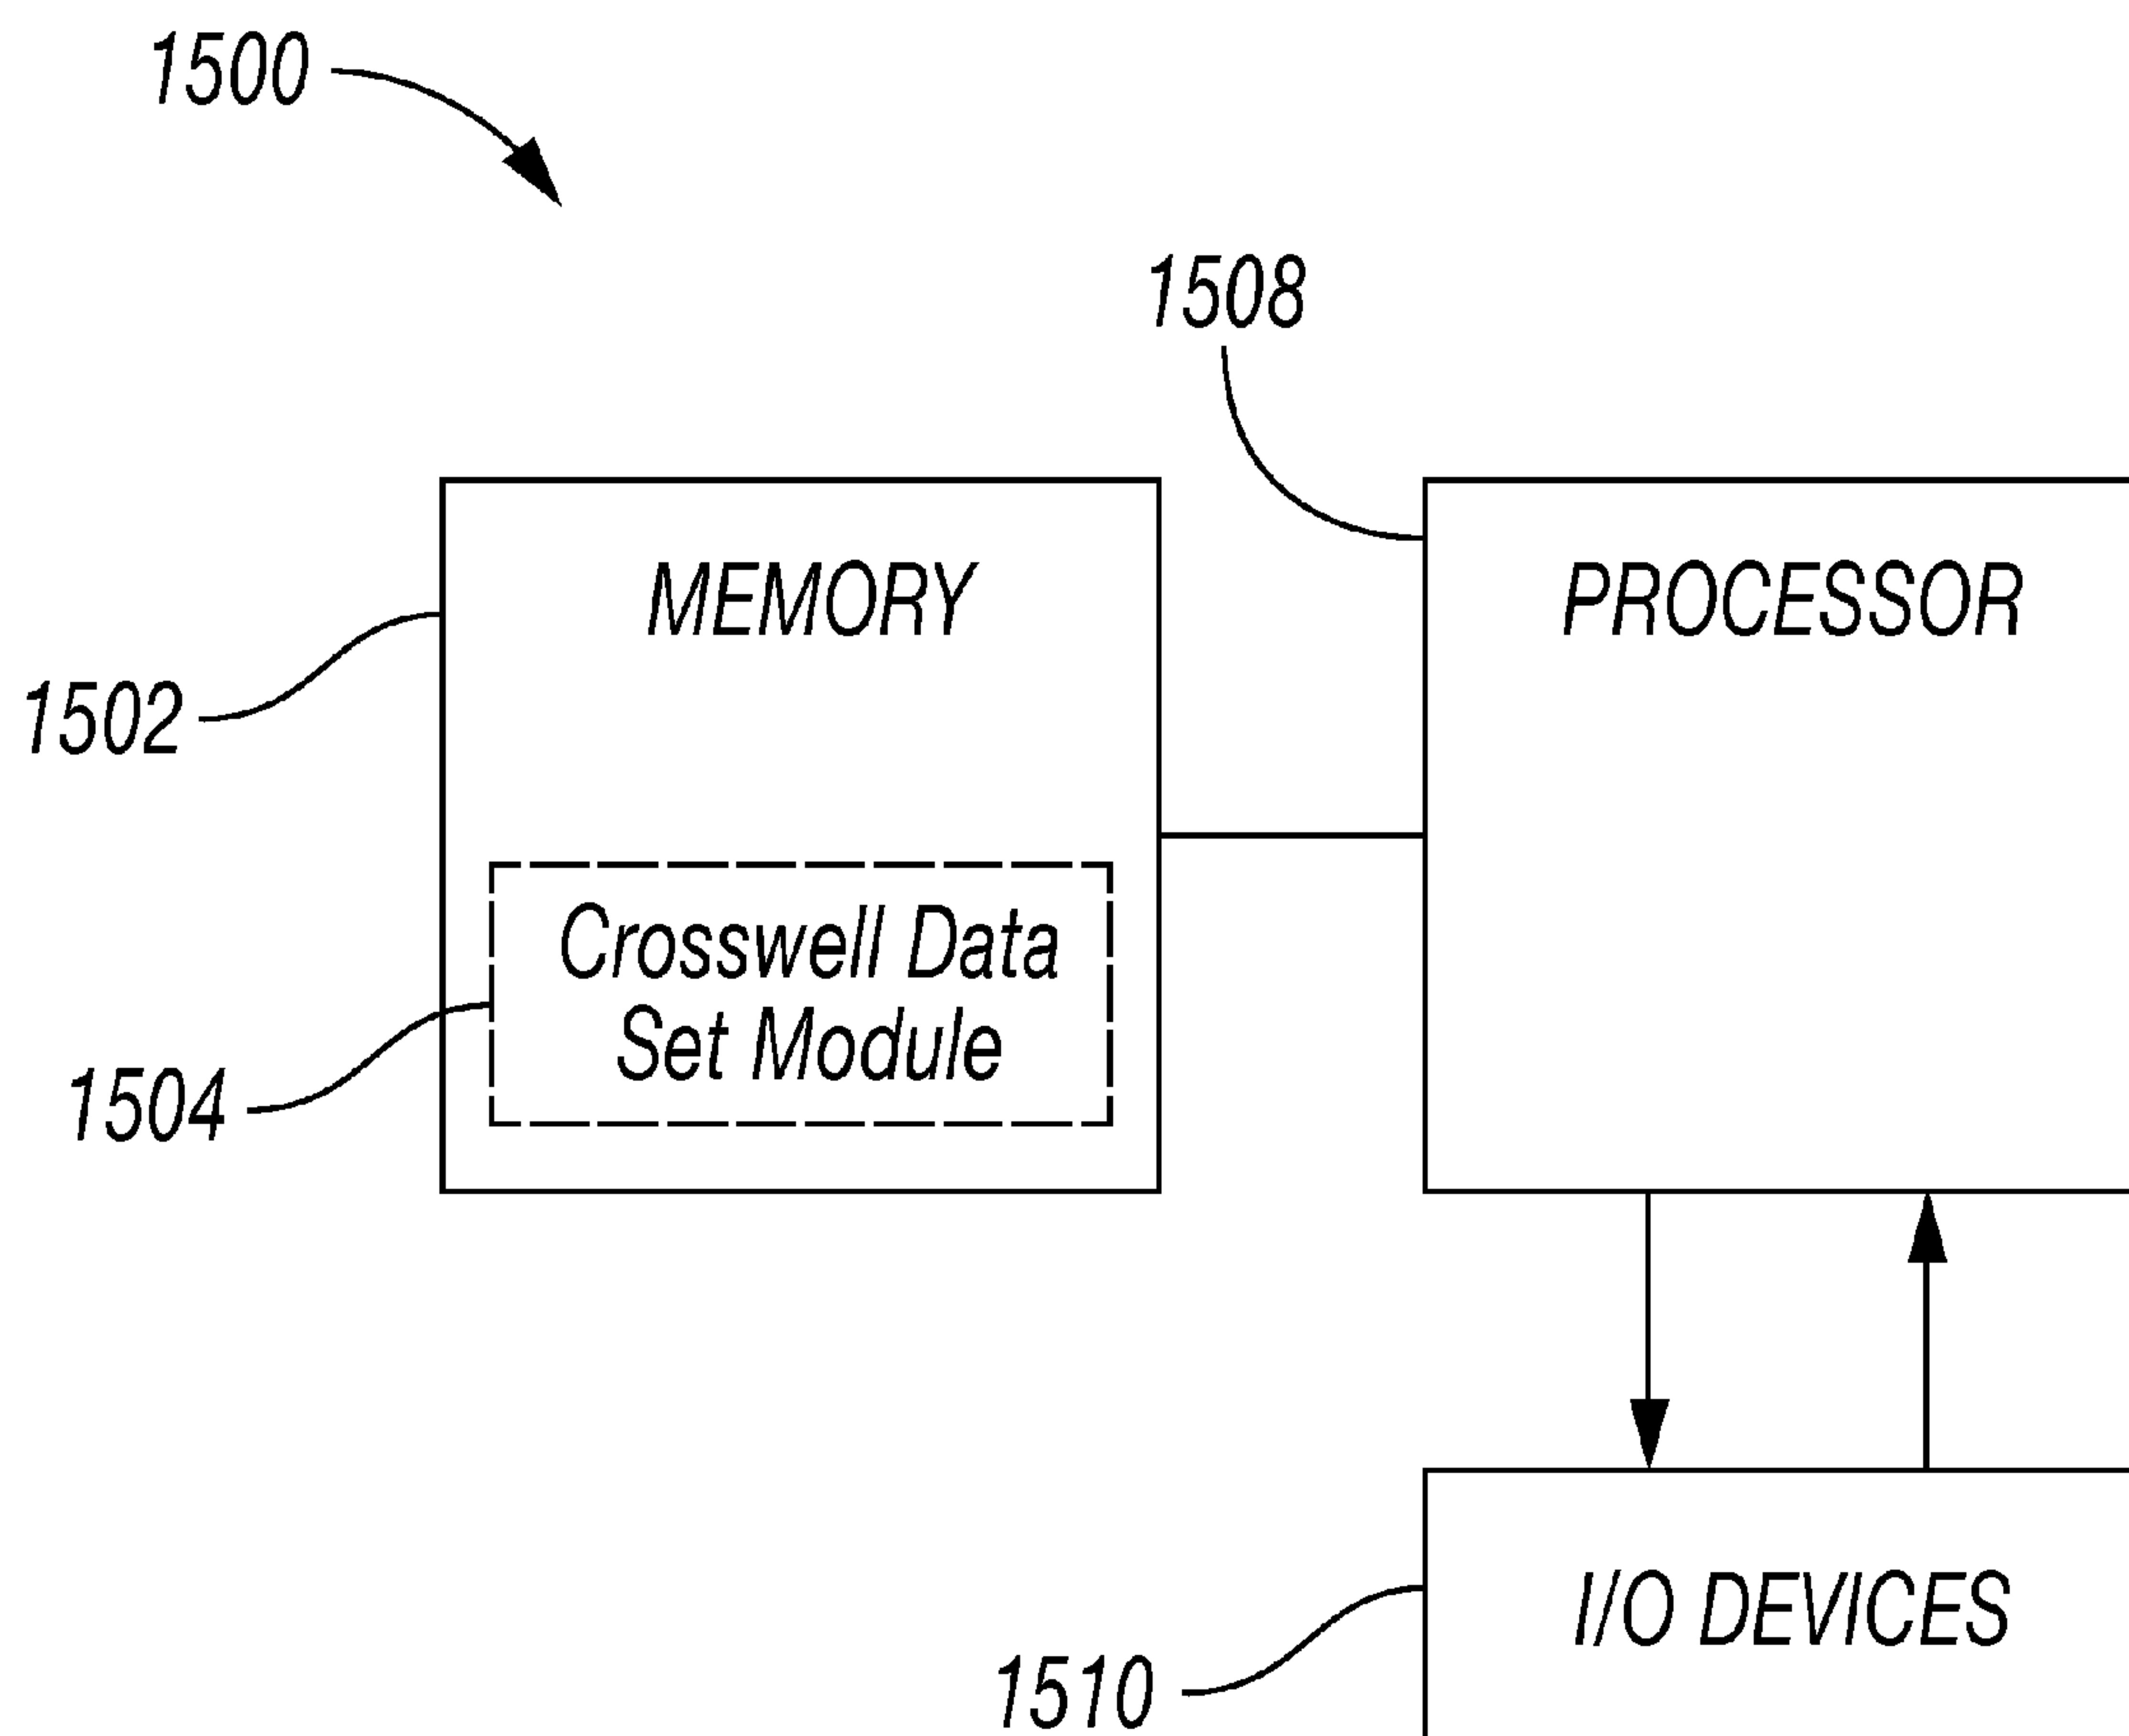 1500
1508
MEMORY
PROCESSOR
1502
Crosswell Data
Set Module
1504
I/O DEVICES
1510